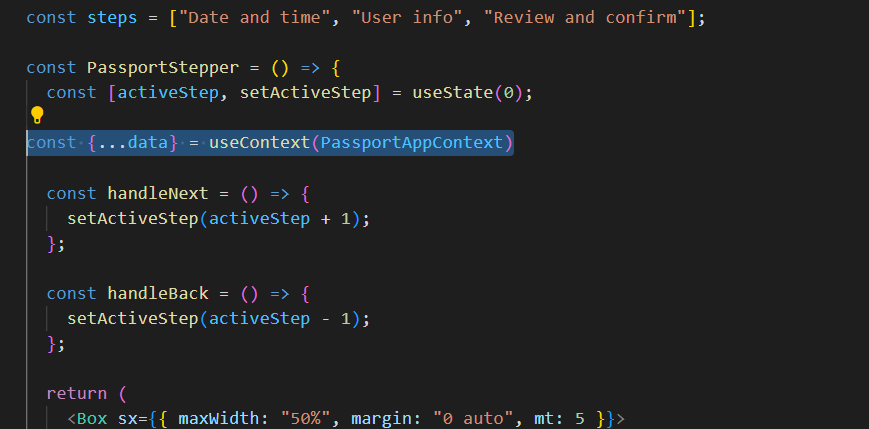 const steps = ["Date and time", "User info", "Review and confirm"];
const PassportStepper = () => {
const [activeStep, setActiveStep] = useState(0);
const {...data} = useContext(PassportAppContext)
const handleNext = () => {
setActiveStep(activeStep + 1);
};
const handleBack = () => {
setActiveStep(activeStep - 1);
};
return (
<Box sx={{ maxWidth: "50%", margin: "0 auto", mt: 5 }}>